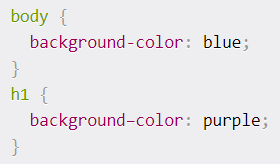 body {
  background-color: blue;
}
h1 {
  background–color: purple;
}